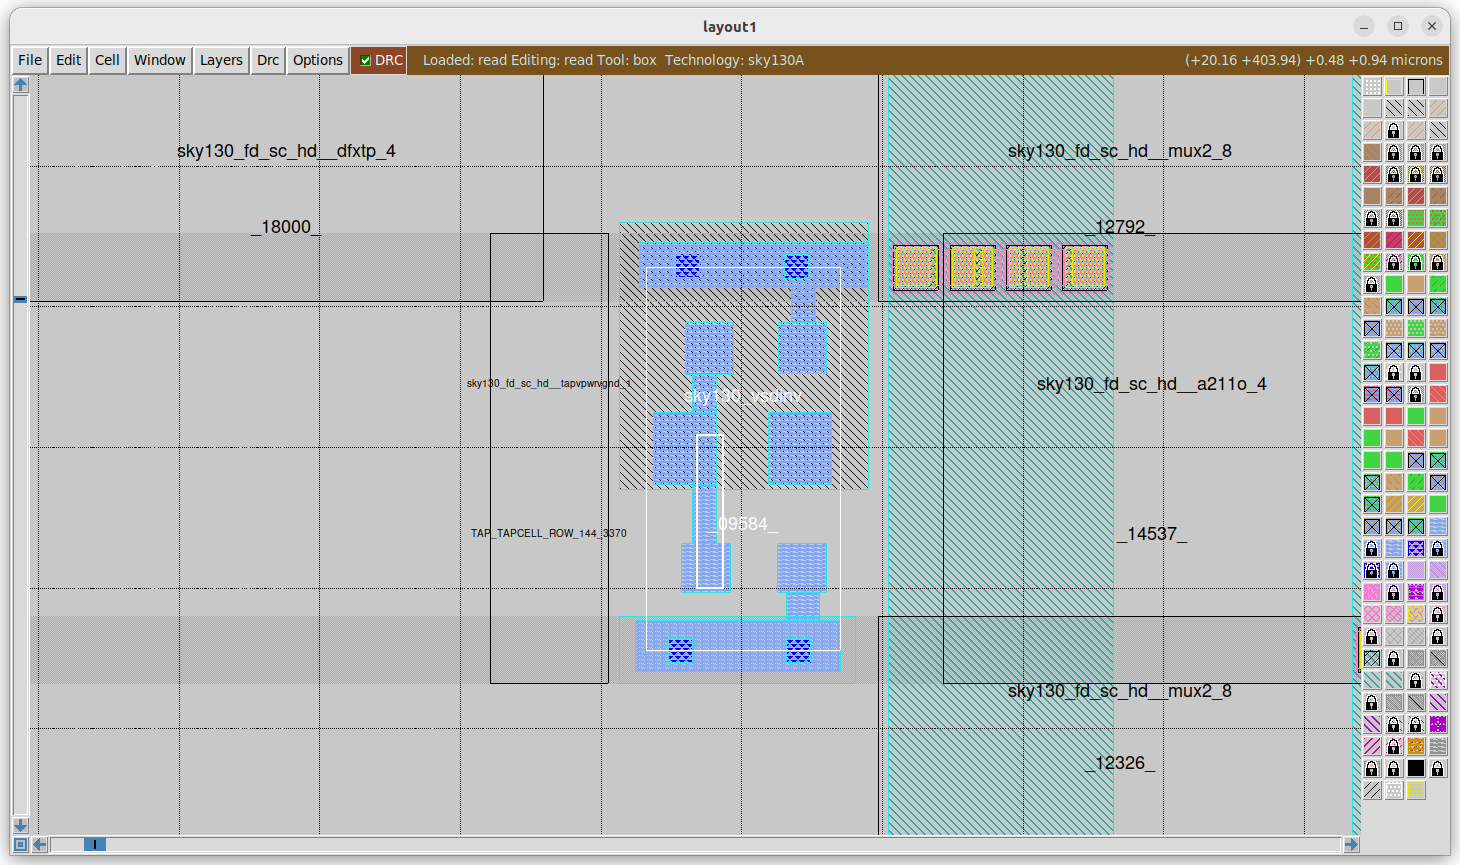 layout1
File Edit Cell Window Layers Drc Options DRC Loaded: read Editing: read Tool: box Technology: sky130A (+20.16 +403.94) +0.48 +0.94 microns
sky130_fd_sc_hd__dfxtp_4
sky130_fd_sc_hd__mux2_8
_18000_
_12792_
sky130_fd_sc_hd__tapvpwrvgnd_1
sky130_fd_sc_hd__a211o_4
sky130_vsdinv
_09584_
TAP_TAPCELL_ROW_144_3370
_14537_
sky130_fd_sc_hd__mux2_8
_12326_